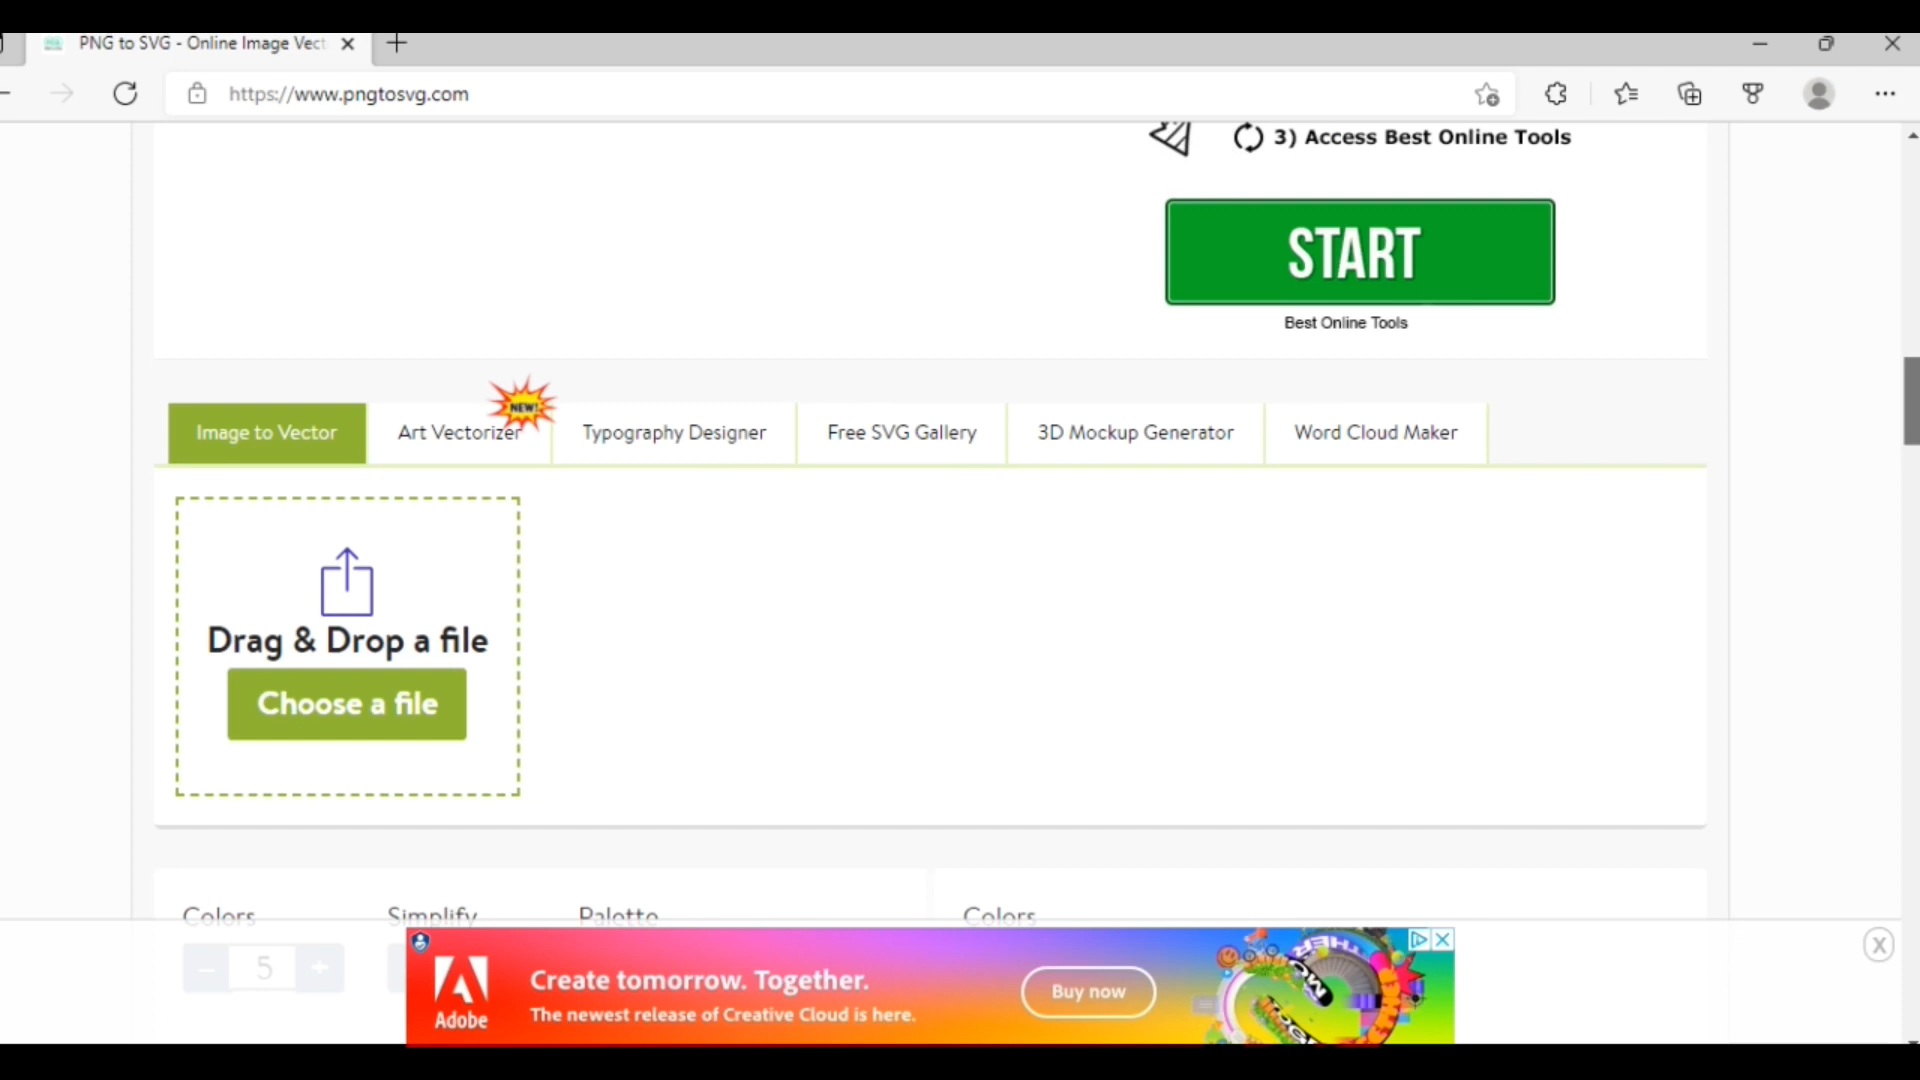 PNG to SVG - Online Image Vect
https://www.pngtosvg.com
3) Access Best Online Tools
START
Best Online Tools
NEW!
Image to Vector
Art Vectorizer
Typography Designer
Free SVG Gallery
3D Mockup Generator
Word Cloud Maker
Drag & Drop a file
Choose a file
Colors
Simplify
Palette
Colors
5
Create tomorrow. Together.
The newest release of Creative Cloud is here.
Adobe
Buy now